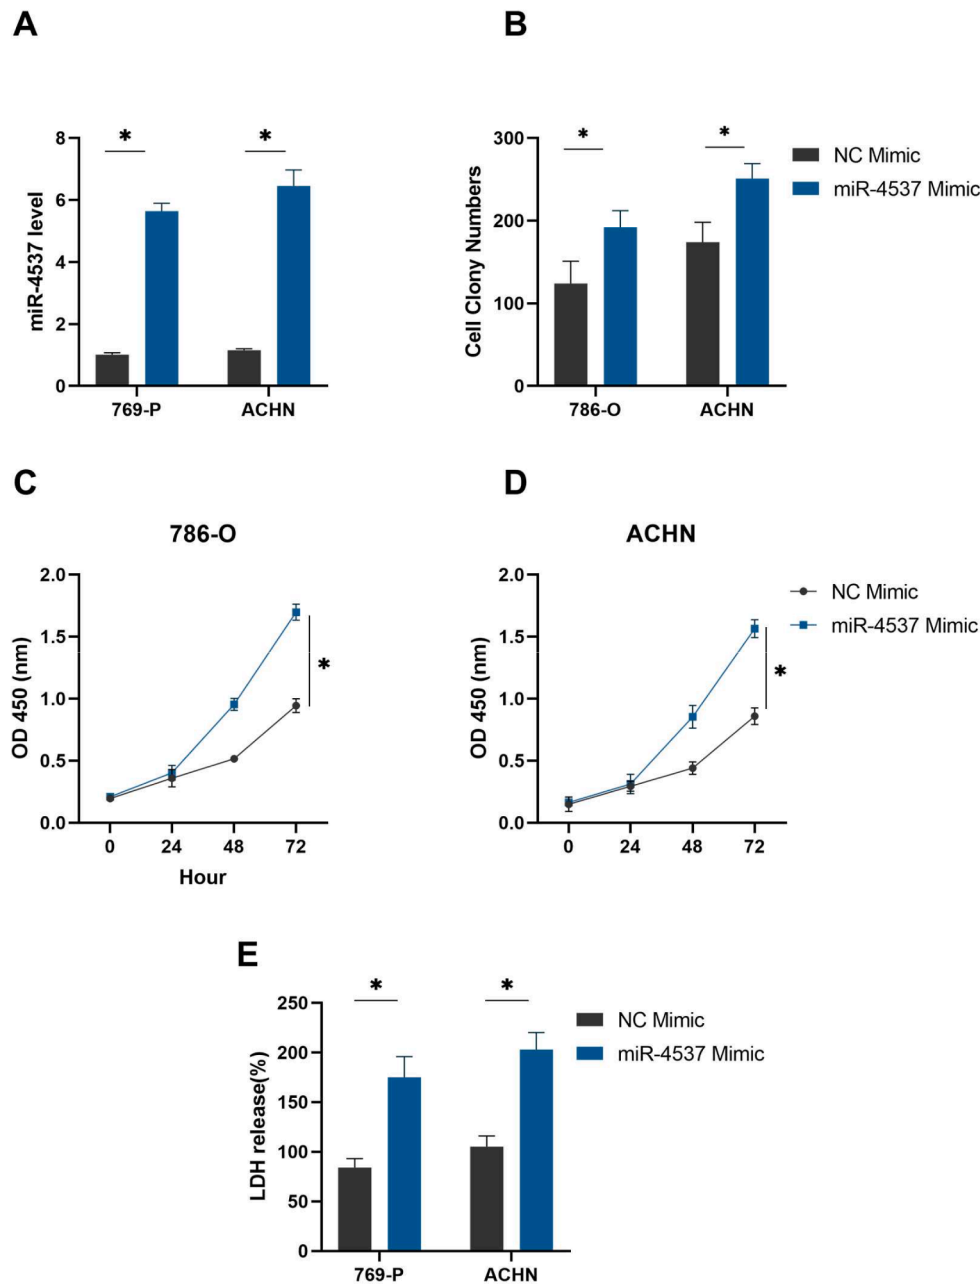 A
B
miR-4537 level
8
6
4
2
0
*
*
769-P
ACHN
Cell Clony Numbers
300
200
100
0
*
*
786-O
ACHN
NC Mimic
miR-4537 Mimic
C
D
786-O
OD 450 (nm)
2.0
1.5
1.0
0.5
0.0
*
0 24 48 72
Hour
ACHN
OD 450 (nm)
2.0
1.5
1.0
0.5
0.0
*
0 24 48 72
NC Mimic
miR-4537 Mimic
E
LDH release(%)
250
200
150
100
50
0
*
*
769-P
ACHN
NC Mimic
miR-4537 Mimic